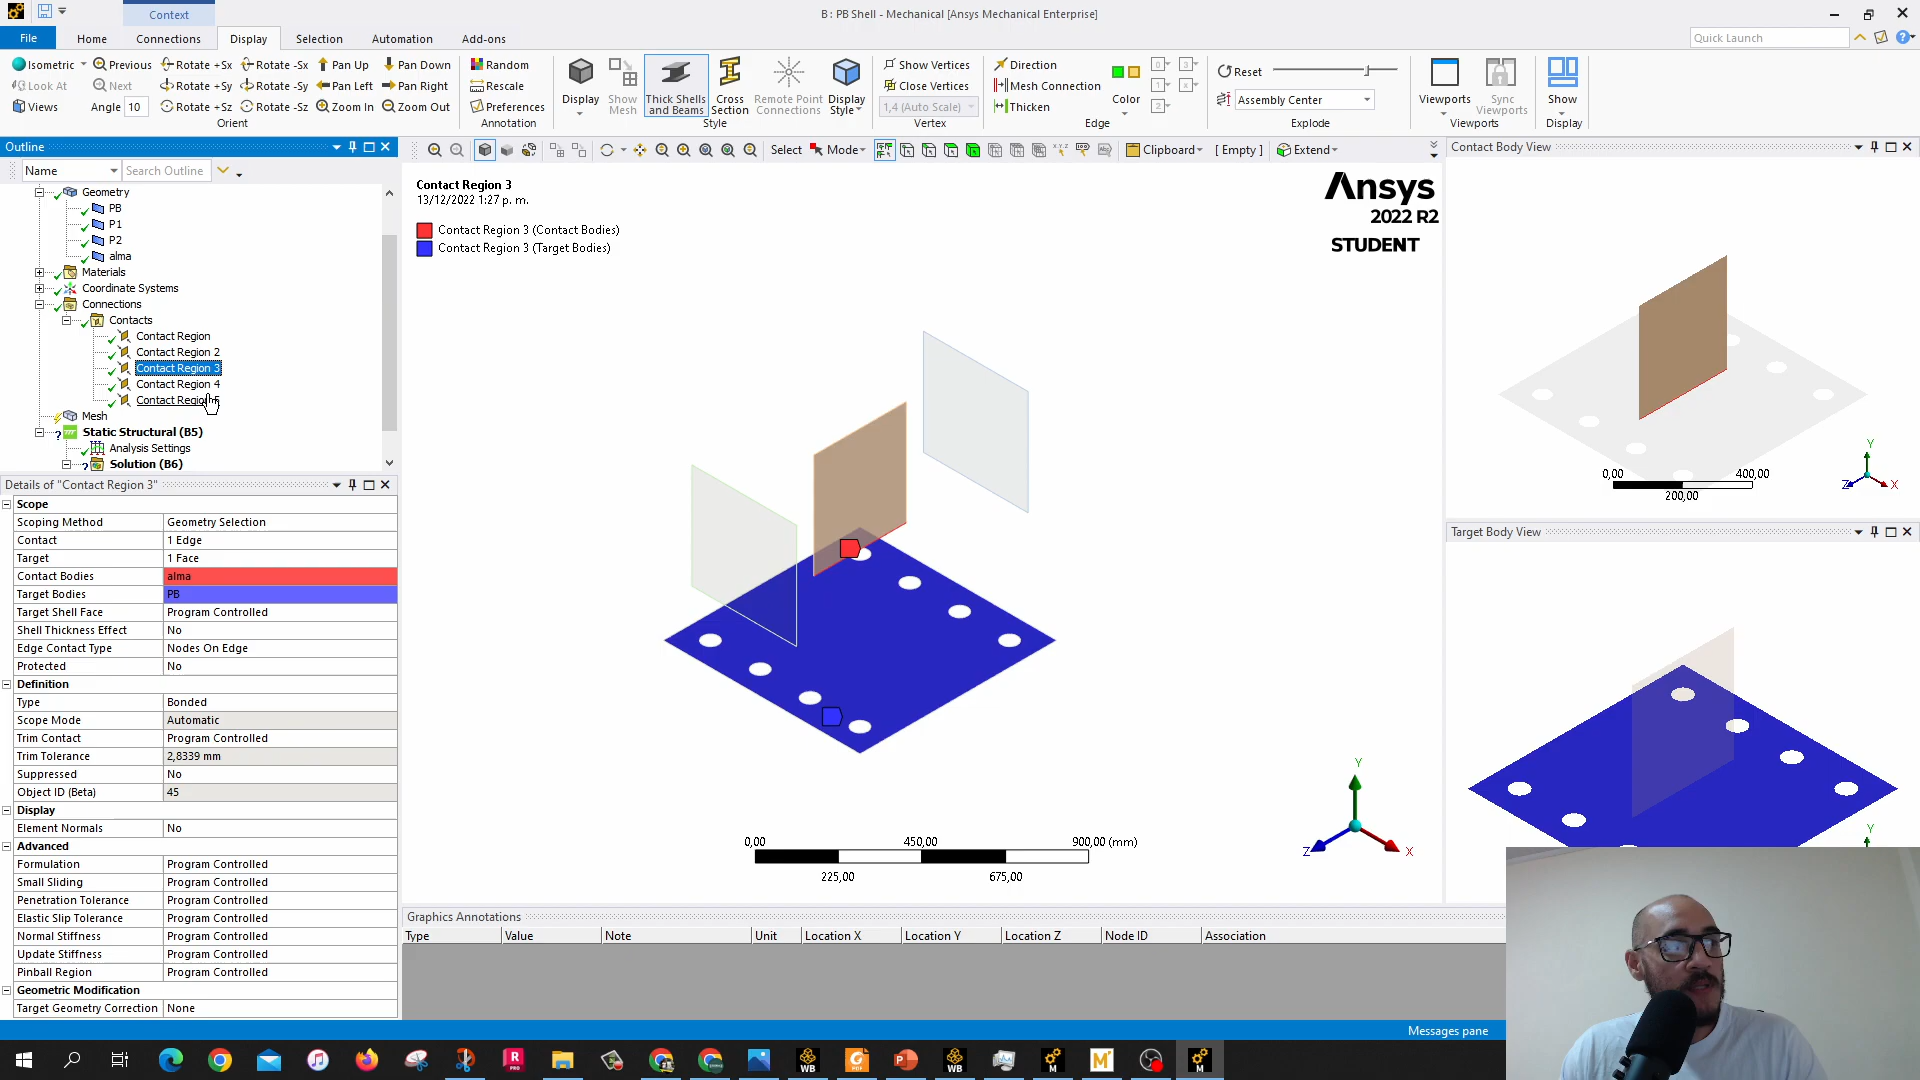 Context
B : PB Shell - Mechanical [Ansys Mechanical Enterprise]
File
Home
Connections
Display
Selection
Automation
Add-ons
Quick Launch
Isometric
Previous
Rotate +Sx
Rotate -Sx
Pan Up
Pan Down
Look At
Next
Rotate +Sy
Rotate -Sy
Pan Left
Pan Right
Views
Angle 10
Rotate +Sz
Rotate -Sz
Zoom In
Zoom Out
Orient
Random
Rescale
Preferences
Annotation
Display
Show Mesh
Thick Shells and Beams
Cross Section
Remote Point Connections
Display Style
Style
Show Vertices
Close Vertices
1,4 (Auto Scale)
Vertex
Direction
Mesh Connection
Thicken
Color
Edge
Reset
Assembly Center
Explode
Viewports
Sync Viewports
Viewports
Show
Display
Outline
Name
Search Outline
Geometry
PB
P1
P2
alma
Materials
Coordinate Systems
Connections
Contacts
Contact Region
Contact Region 2
Contact Region 3
Contact Region 4
Contact Region 5
Mesh
Static Structural (B5)
Analysis Settings
Solution (B6)
Details of "Contact Region 3"
Scope
Scoping Method Geometry Selection
Contact 1 Edge
Target 1 Face
Contact Bodies alma
Target Bodies PB
Target Shell Face Program Controlled
Shell Thickness Effect No
Edge Contact Type Nodes On Edge
Protected No
Definition
Type Bonded
Scope Mode Automatic
Trim Contact Program Controlled
Trim Tolerance 2,8339 mm
Suppressed No
Object ID (Beta) 45
Display
Element Normals No
Advanced
Formulation Program Controlled
Small Sliding Program Controlled
Penetration Tolerance Program Controlled
Elastic Slip Tolerance Program Controlled
Normal Stiffness Program Controlled
Update Stiffness Program Controlled
Pinball Region Program Controlled
Geometric Modification
Target Geometry Correction None
Select
Mode
Clipboard
[ Empty ]
Extend
Contact Region 3
13/12/2022 1:27 p. m.
Contact Region 3 (Contact Bodies)
Contact Region 3 (Target Bodies)
Ansys
2022 R2
STUDENT
0,00 450,00 900,00 (mm)
225,00 675,00
Y
Z
X
Graphics Annotations
Type Value Note Unit Location X Location Y Location Z Node ID Association
Contact Body View
0,00 400,00
200,00
Y
Z
X
Target Body View
Y
Messages pane